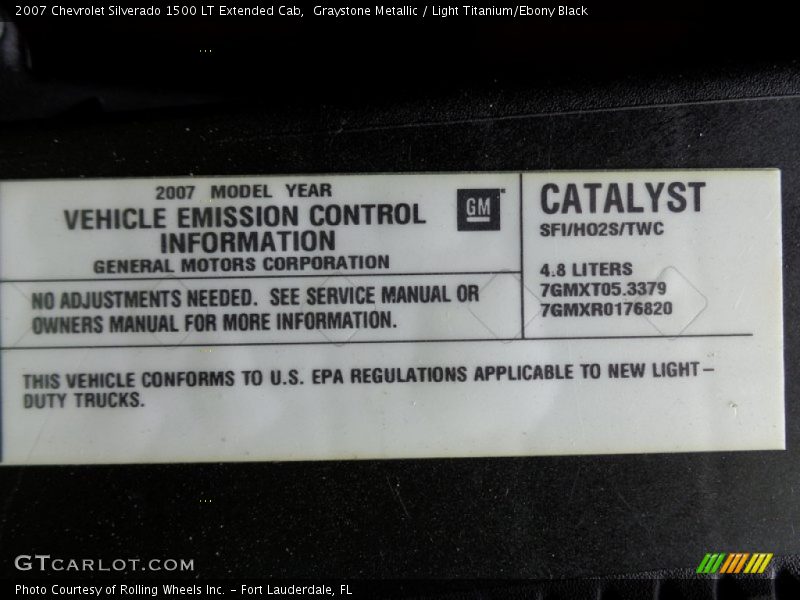 2007 Chevrolet Silverado 1500 LT Extended Cab,  Graystone Metallic / Light Titanium/Ebony Black
2007 MODEL YEAR
VEHICLE EMISSION CONTROL
INFORMATION
GENERAL MOTORS CORPORATION
GM
CATALYST
SFI/HO2S/TWC
4.8 LITERS
7GMXT05.3379
7GMXR0176820
NO ADJUSTMENTS NEEDED. SEE SERVICE MANUAL OR
OWNERS MANUAL FOR MORE INFORMATION.
THIS VEHICLE CONFORMS TO U.S. EPA REGULATIONS APPLICABLE TO NEW LIGHT-
DUTY TRUCKS.
GTCARLOT.COM
Photo Courtesy of Rolling Wheels Inc. - Fort Lauderdale, FL